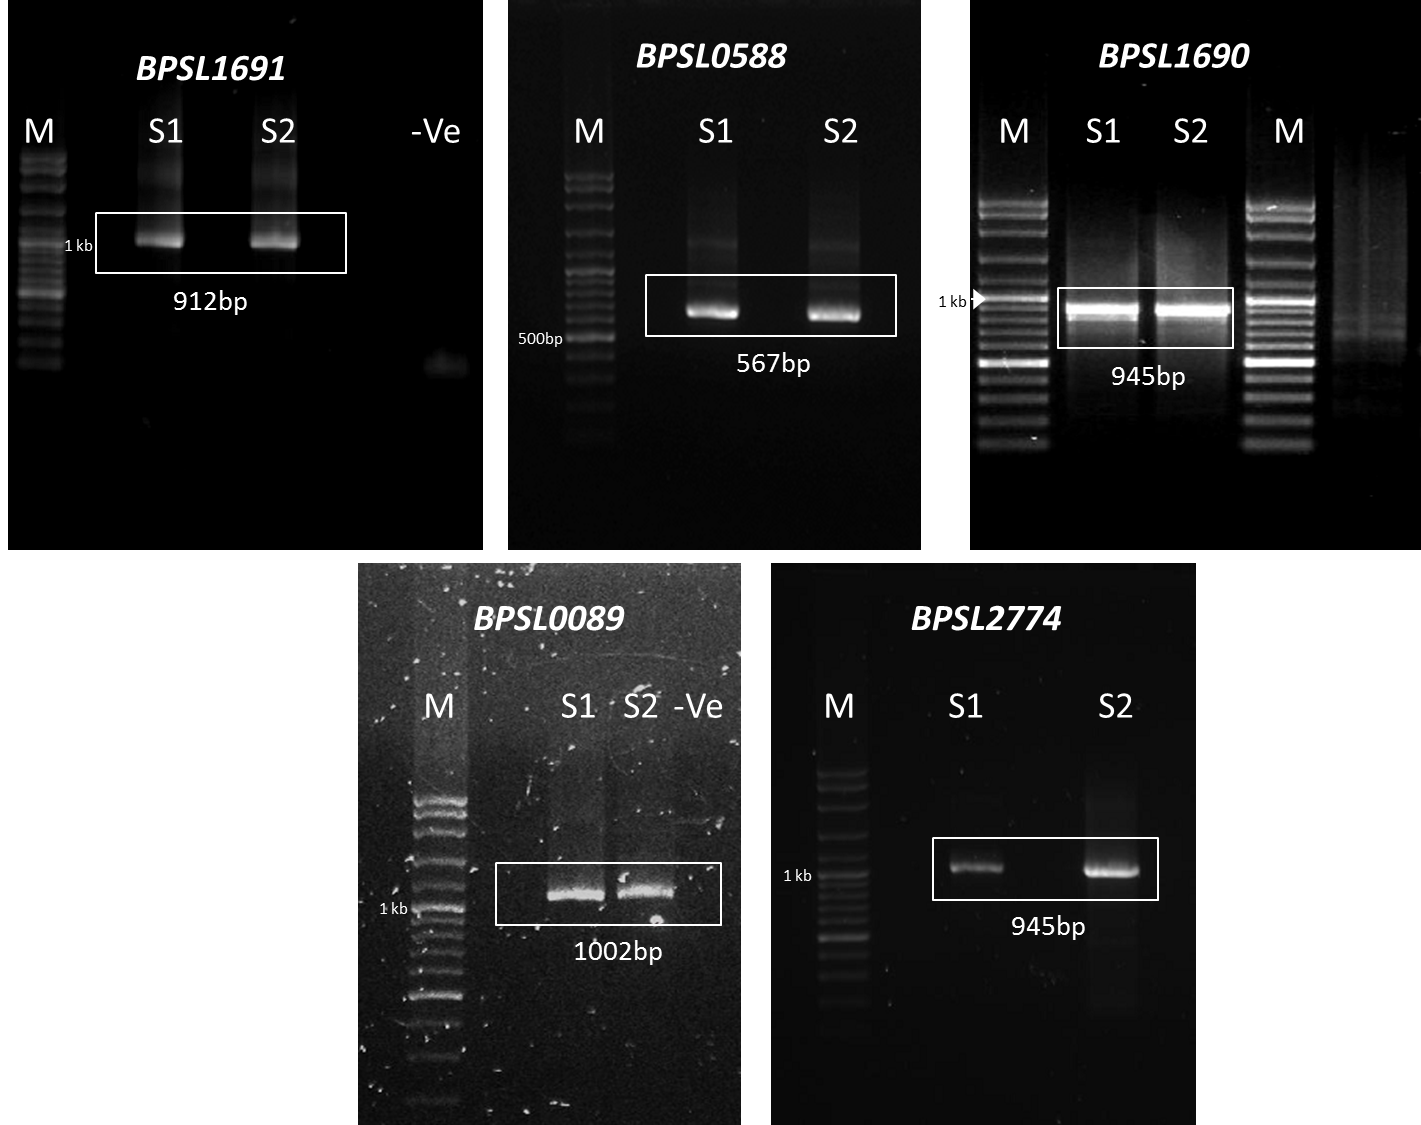 BPSL1691
M S1 S2 -Ve
1 kb
912bp
BPSL0588
M S1 S2
500bp
567bp
BPSL1690
M S1 S2 M
1 kb
945bp
BPSL0089
M S1 S2 -Ve
1 kb
1002bp
BPSL2774
M S1 S2
1 kb
945bp